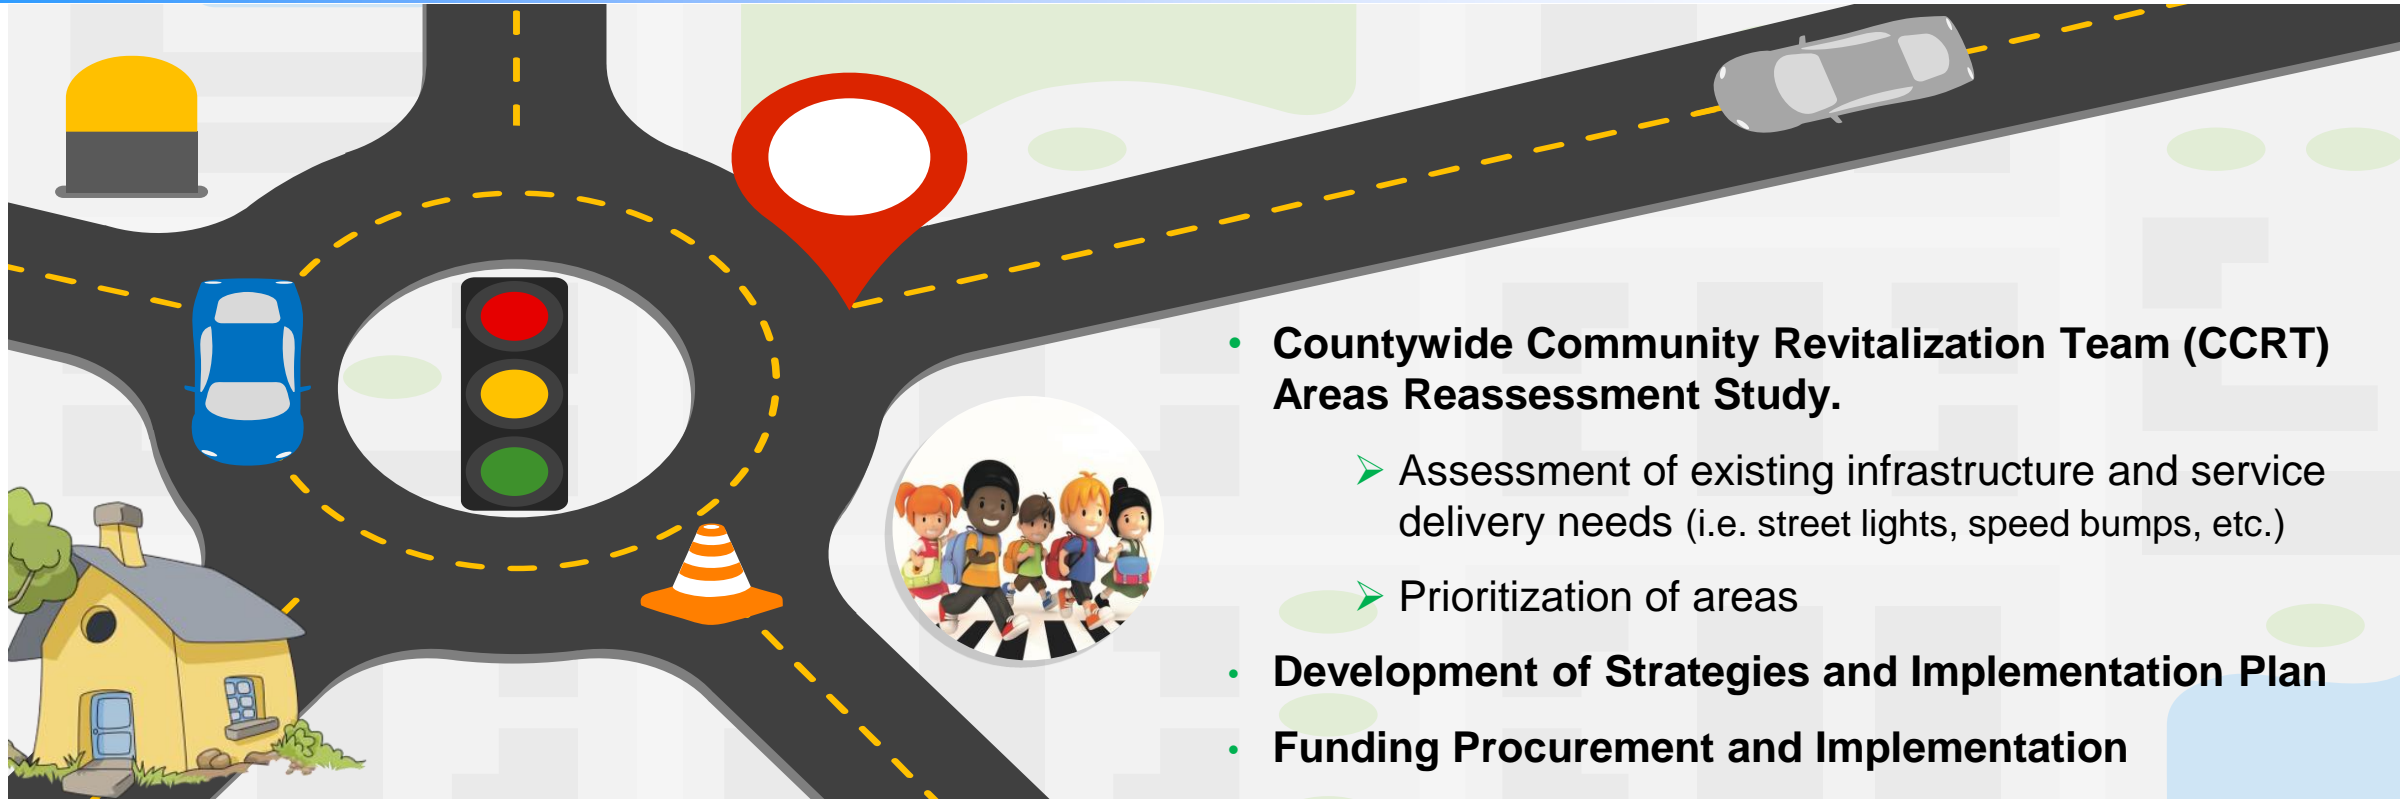 • Countywide Community Revitalization Team (CCRT)
Areas Reassessment Study.
➢ Assessment of existing infrastructure and service
delivery needs (i.e. street lights, speed bumps, etc.)
➢ Prioritization of areas
• Development of Strategies and Implementation Plan
• Funding Procurement and Implementation